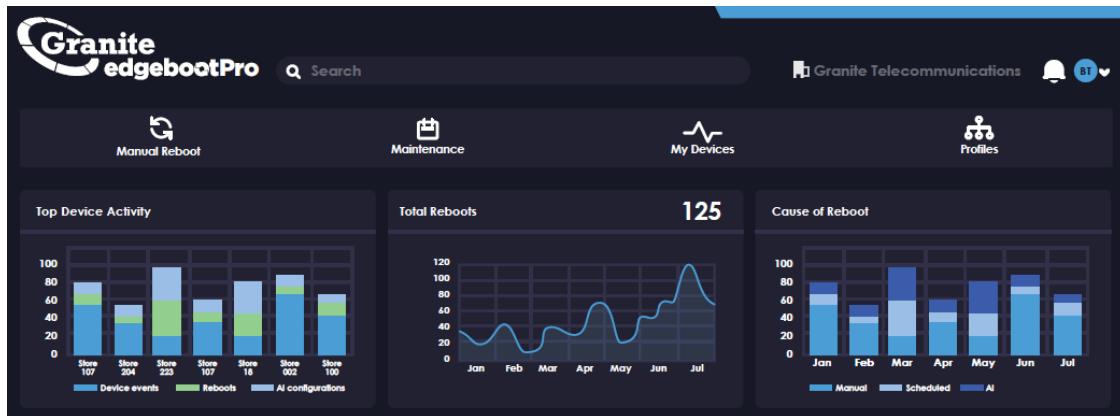 Granite
edgebootPro
Search
Granite Telecommunications
BT
Manual Reboot
Maintenance
My Devices
Profiles
Top Device Activity
100
80
60
40
20
0
Store 107
Store 204
Store 223
Store 107
Store 18
Store 002
Store 100
Device events
Reboots
AI configurations
Total Reboots
125
120
100
80
60
40
20
0
Jan Feb Mar Apr May Jun Jul
Cause of Reboot
100
80
60
40
20
0
Jan Feb Mar Apr May Jun Jul
Manual
Scheduled
AI